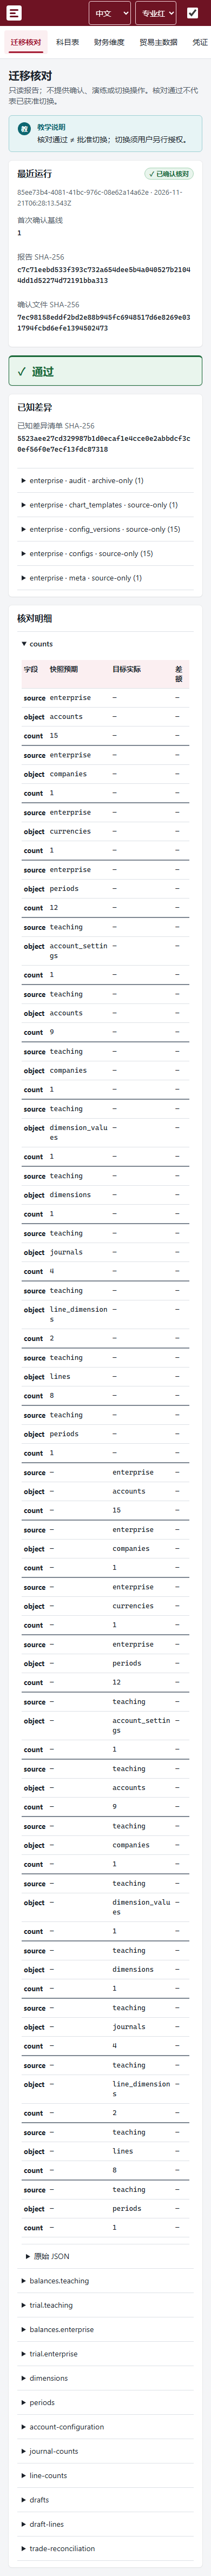 中文
专业红
迁移核对
科目表
财务维度
贸易主数据
凭证
迁移核对
只读报告；不提供确认、演练或切换操作。核对通过不代
表已获准切换。
教
教学说明
核对通过 ≠ 批准切换；切换须用户另行授权。
最近运行
✓ 已确认核对
85ee73b4-4081-41bc-976c-08e62a14a62e · 2026-11-
21T06:28:13.543Z
首次确认基线
1
报告 SHA-256
c7c71eebd533f393c732a654dee5b4a040527b2104
4dd1d52274d72191bba313
确认文件 SHA-256
7ec98158eddf2bd2e88b945fc6948517d6e8269e03
1794fcbd6efe1394502473
✓ 通过
已知差异
已知差异清单 SHA-256
5523aee27cd329987b1d0ecaf1e4cce0e2abbdcf3c
0ef56f0e7ecf13fdc87318
▶ enterprise · audit · archive-only (1)
▶ enterprise · chart_templates · source-only (1)
▶ enterprise · config_versions · source-only (15)
▶ enterprise · configs · source-only (15)
▶ enterprise · meta · source-only (1)
核对明细
▼ counts
字段 快照预期 目标实际 差
额
source enterprise — —
object accounts — —
count 15 — —
source enterprise — —
object companies — —
count 1 — —
source enterprise — —
object currencies — —
count 1 — —
source enterprise — —
object periods — —
count 12 — —
source teaching — —
object account_settin — —
gs
count 1 — —
source teaching — —
object accounts — —
count 9 — —
source teaching — —
object companies — —
count 1 — —
source teaching — —
object dimension_valu — —
es
count 1 — —
source teaching — —
object dimensions — —
count 1 — —
source teaching — —
object journals — —
count 4 — —
source teaching — —
object line_dimension — —
s
count 2 — —
source teaching — —
object lines — —
count 8 — —
source teaching — —
object periods — —
count 1 — —
source — enterprise —
object — accounts —
count — 15 —
source — enterprise —
object — companies —
count — 1 —
source — enterprise —
object — currencies —
count — 1 —
source — enterprise —
object — periods —
count — 12 —
source — teaching —
object — account_settin —
gs
count — 1 —
source — teaching —
object — accounts —
count — 9 —
source — teaching —
object — companies —
count — 1 —
source — teaching —
object — dimension_valu —
es
count — 1 —
source — teaching —
object — dimensions —
count — 1 —
source — teaching —
object — journals —
count — 4 —
source — teaching —
object — line_dimension —
s
count — 2 —
source — teaching —
object — lines —
count — 8 —
source — teaching —
object — periods —
count — 1 —
▶ 原始 JSON
▶ balances.teaching
▶ trial.teaching
▶ balances.enterprise
▶ trial.enterprise
▶ dimensions
▶ periods
▶ account-configuration
▶ journal-counts
▶ line-counts
▶ drafts
▶ draft-lines
▶ trade-reconciliation